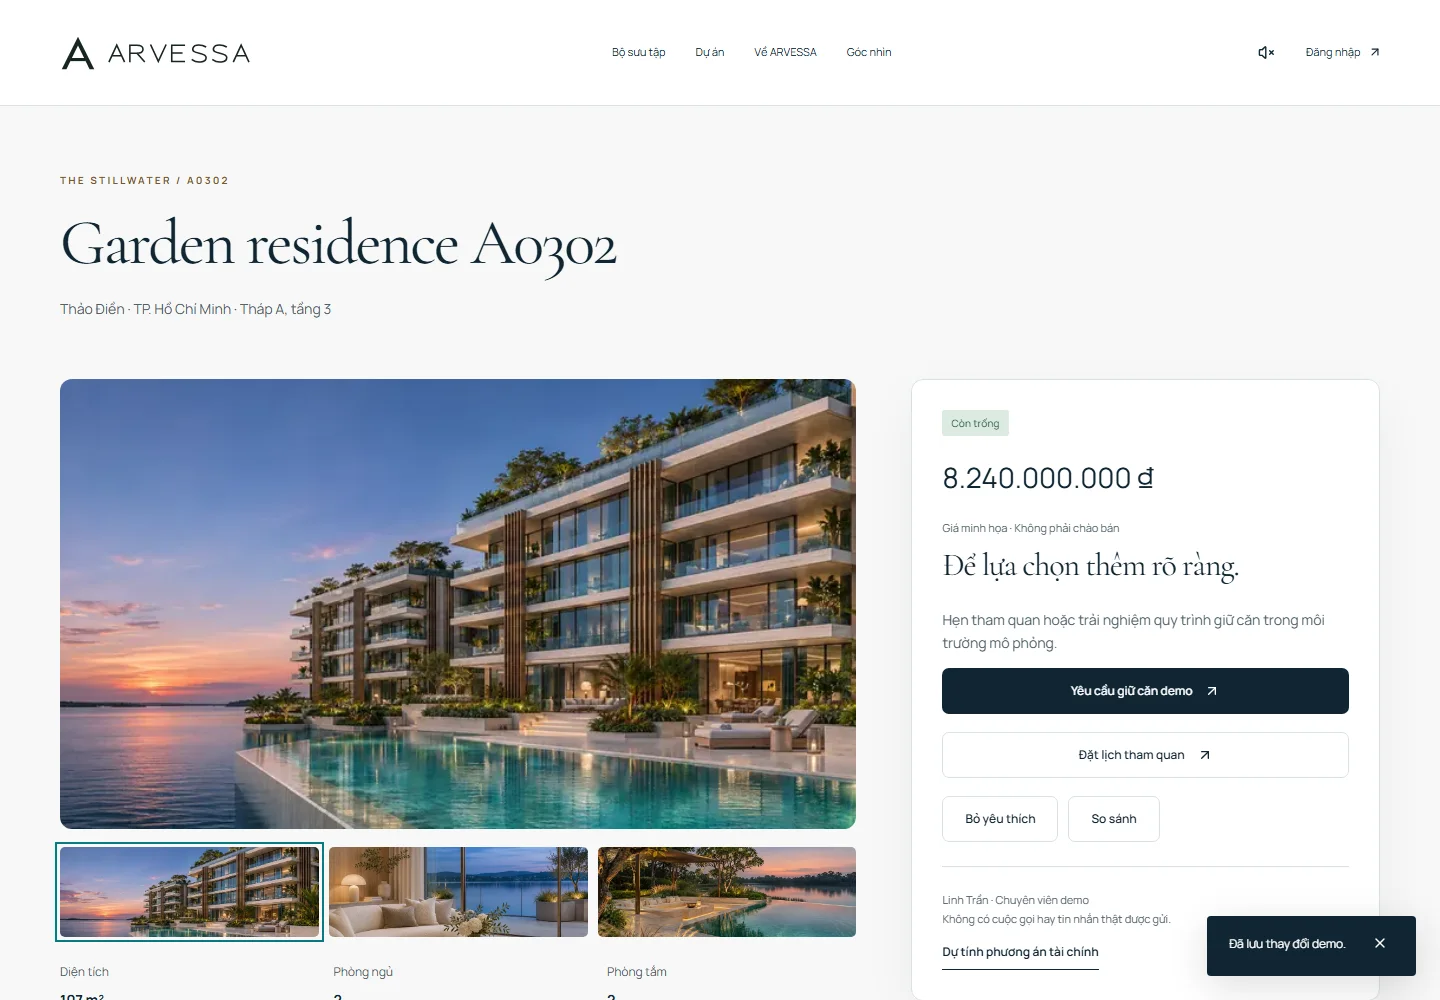 ARVESSA
Bộ sưu tập
Dự án
Về ARVESSA
Góc nhìn
Đăng nhập
THE STILLWATER / A0302
Garden residence A0302
Thảo Điền · TP. Hồ Chí Minh · Tháp A, tầng 3
Còn trống
8.240.000.000 ₫
Giá minh họa · Không phải chào bán
Để lựa chọn thêm rõ ràng.
Hẹn tham quan hoặc trải nghiệm quy trình giữ căn trong môi
trường mô phỏng.
Yêu cầu giữ căn demo
Đặt lịch tham quan
Bỏ yêu thích
So sánh
Linh Trần · Chuyên viên demo
Không có cuộc gọi hay tin nhắn thật được gửi.
Dự tính phương án tài chính
Đã lưu thay đổi demo.
Diện tích
Phòng ngủ
Phòng tắm
107 m²
2
2